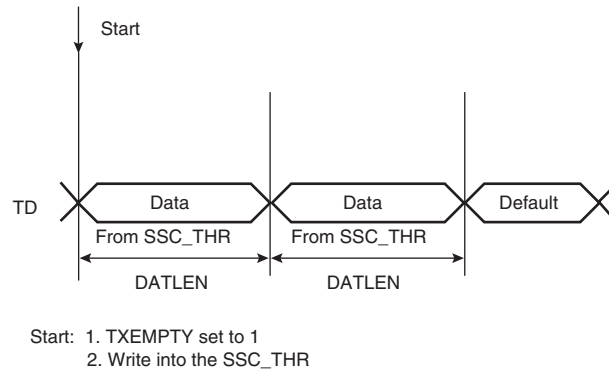 Start
TD
Data
Data
Default
From SSC_THR
From SSC_THR
DATLEN
DATLEN
Start: 1. TXEMPTY set to 1
2. Write into the SSC_THR